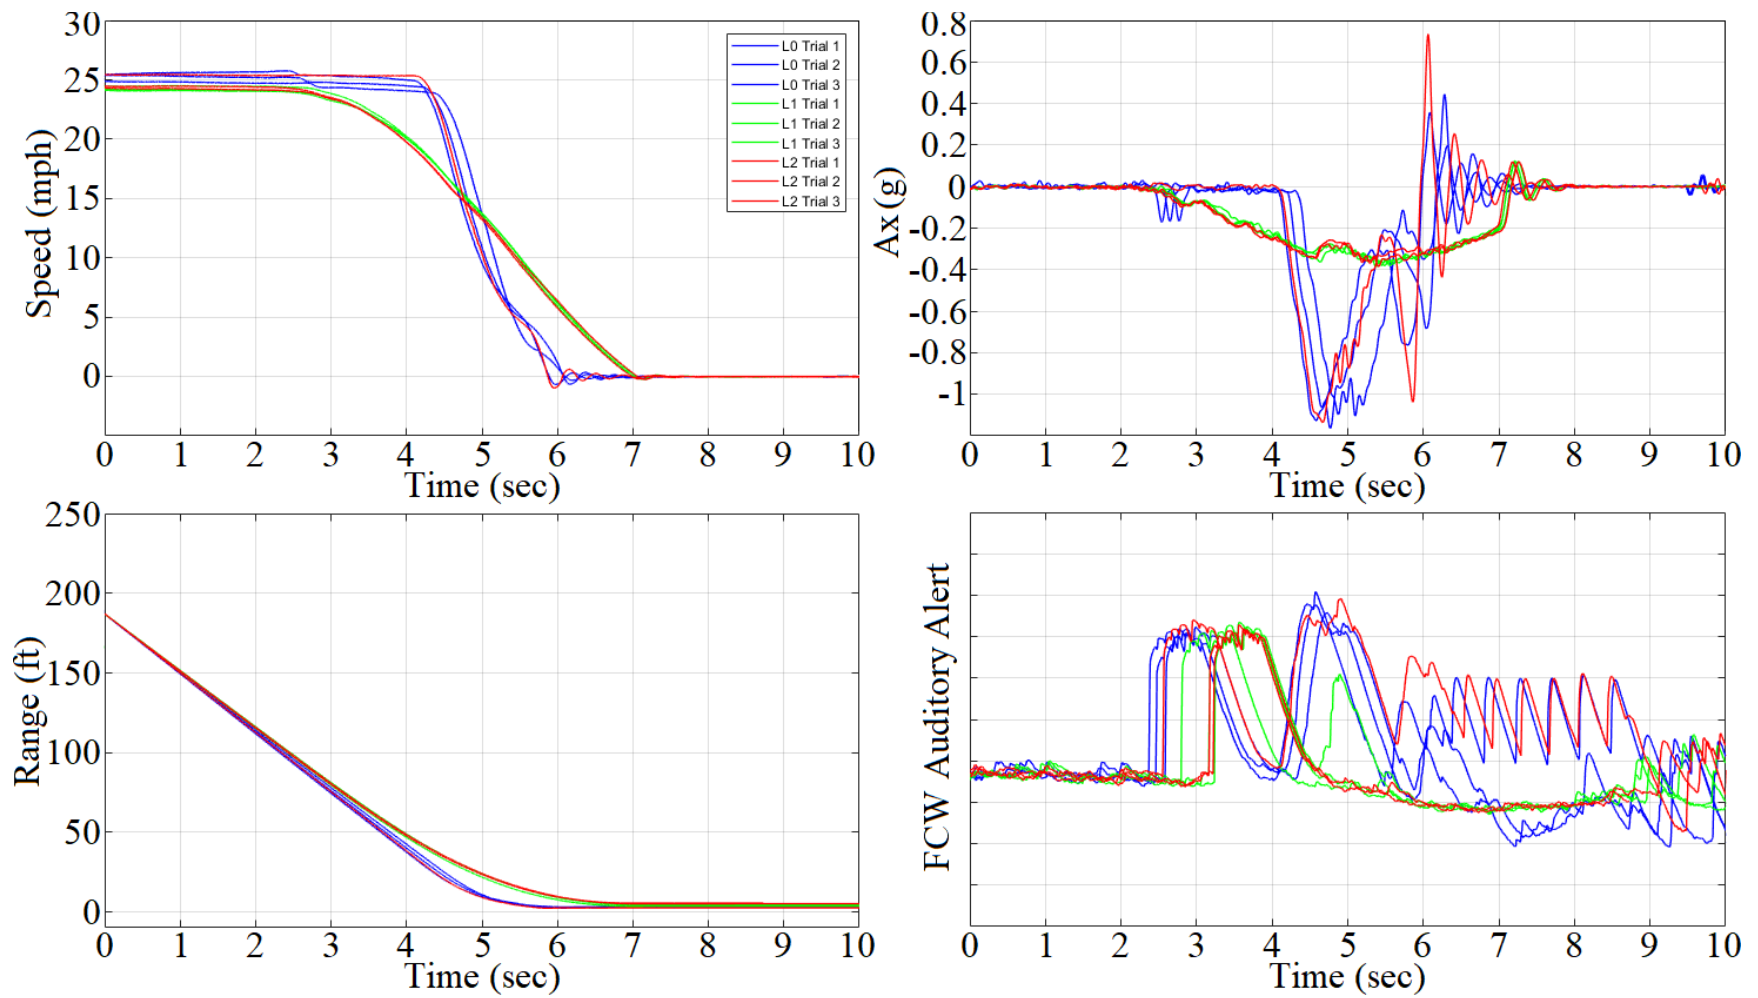 30
25
20
15
10
5
0
Speed (mph)
L0 Trial 1
L0 Trial 2
L0 Trial 3
L1 Trial 1
L1 Trial 2
L1 Trial 3
L2 Trial 1
L2 Trial 2
L2 Trial 3
0 1 2 3 4 5 6 7 8 9 10
Time (sec)
0.8
0.6
0.4
0.2
0
-0.2
-0.4
-0.6
-0.8
-1
Ax (g)
0 1 2 3 4 5 6 7 8 9 10
Time (sec)
250
200
150
100
50
0
Range (ft)
0 1 2 3 4 5 6 7 8 9 10
Time (sec)
FCW Auditory Alert
0 1 2 3 4 5 6 7 8 9 10
Time (sec)